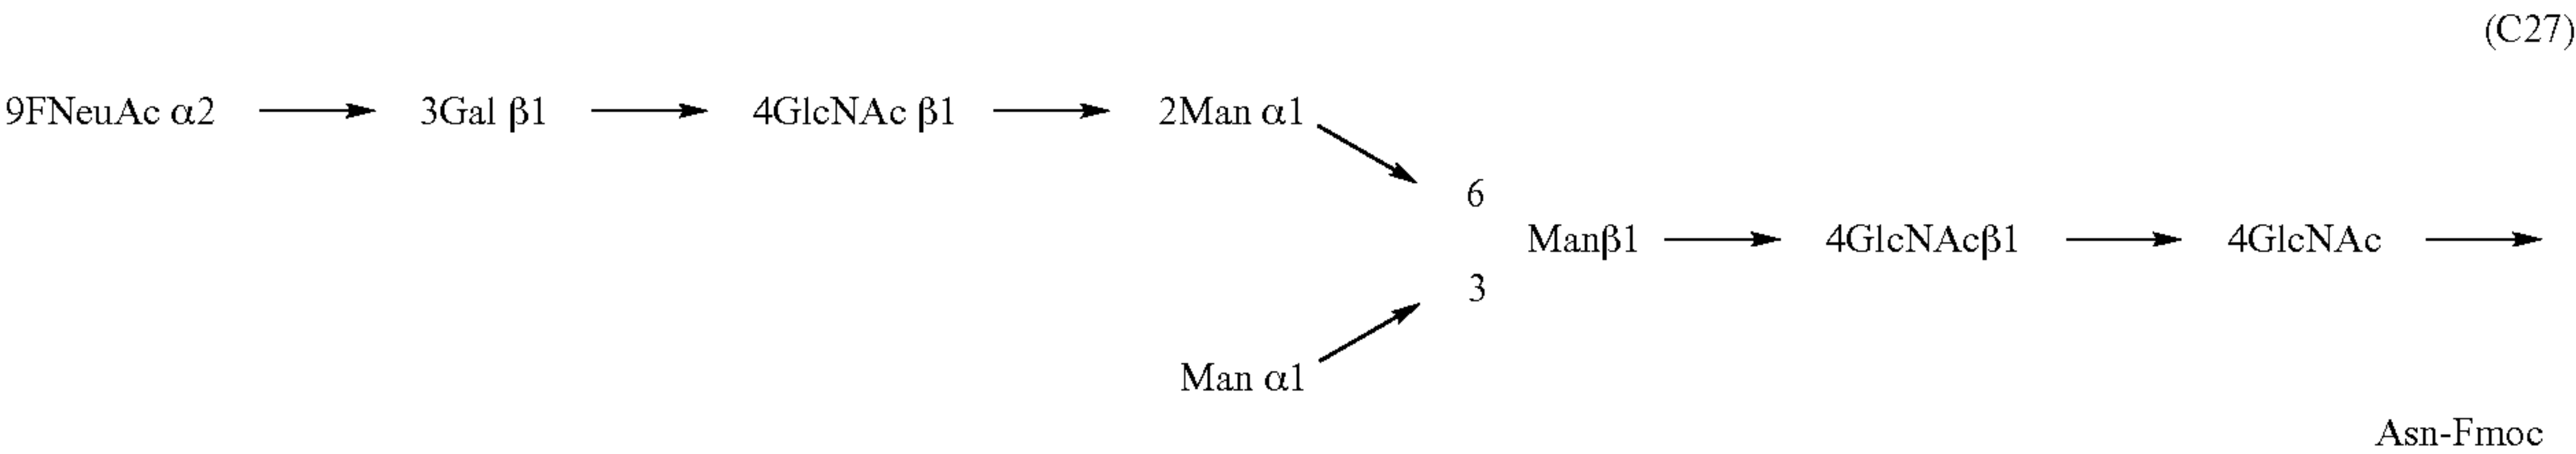 (C27)
9FNeuAc α2 ⟶ 3Gal β1 ⟶ 4GlcNAc β1 ⟶ 2Man α1
6
Manβ1 ⟶ 4GlcNAcβ1 ⟶ 4GlcNAc ⟶
3
Man α1
Asn-Fmoc